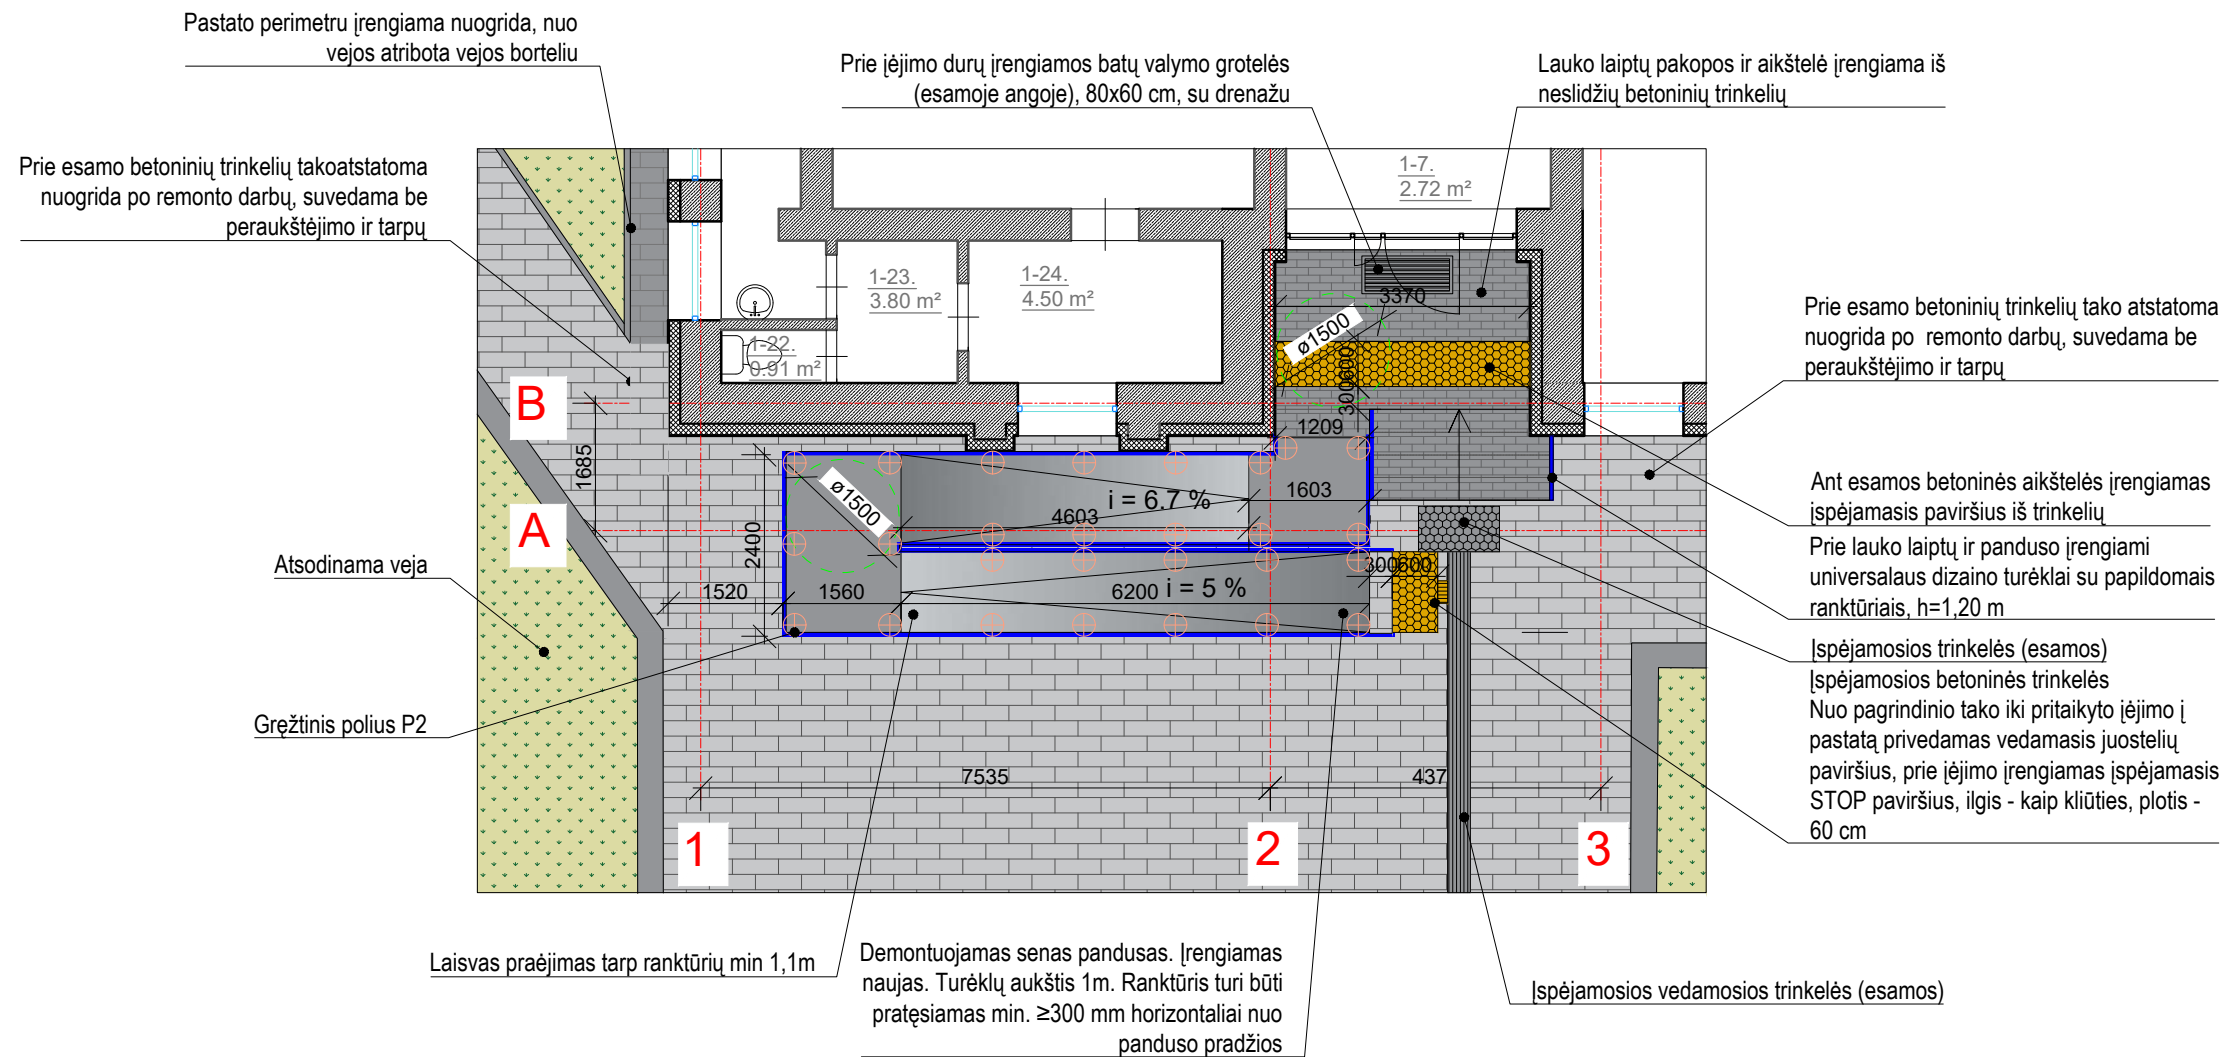 Pastato perimetru įrengiama nuogrida, nuo
vejos atribota vejos borteliu
Prie įėjimo durų įrengiamos batų valymo grotelės
(esamoje angoje), 80x60 cm, su drenažu
Lauko laiptų pakopos ir aikštelė įrengiama iš
neslidžių betoninių trinkelių
Prie esamo betoninių trinkelių takoatstatoma
nuogrida po remonto darbų, suvedama be
peraukštėjimo ir tarpų
1-7.
2.72 m²
1-23.
3.80 m²
1-24.
4.50 m²
1-22.
0.91 m²
3370
ø1500
300
600
1209
Prie esamo betoninių trinkelių tako atstatoma
nuogrida po remonto darbų, suvedama be
peraukštėjimo ir tarpų
B
A
1685
2400
ø1500
i = 6.7 %
4603
1603
1520
1560
6200
i = 5 %
300
600
Ant esamos betoninės aikštelės įrengiamas
įspėjamasis paviršius iš trinkelių
Prie lauko laiptų ir panduso įrengiami
universalaus dizaino turėklai su papildomais
ranktūriais, h=1,20 m
Įspėjamosios trinkelės (esamos)
Įspėjamosios betoninės trinkelės
Nuo pagrindinio tako iki pritaikyto įėjimo į
pastatą privedamas vedamasis juostelių
paviršius, prie įėjimo įrengiamas įspėjamasis
STOP paviršius, ilgis - kaip kliūties, plotis -
60 cm
Atsodinama veja
Gręžtinis polius P2
7535
437
1
2
3
Laisvas praėjimas tarp ranktūrių min 1,1m
Demontuojamas senas pandusas. Įrengiamas
naujas. Turėklų aukštis 1m. Ranktūris turi būti
pratęsiamas min. ≥300 mm horizontaliai nuo
panduso pradžios
Įspėjamosios vedamosios trinkelės (esamos)